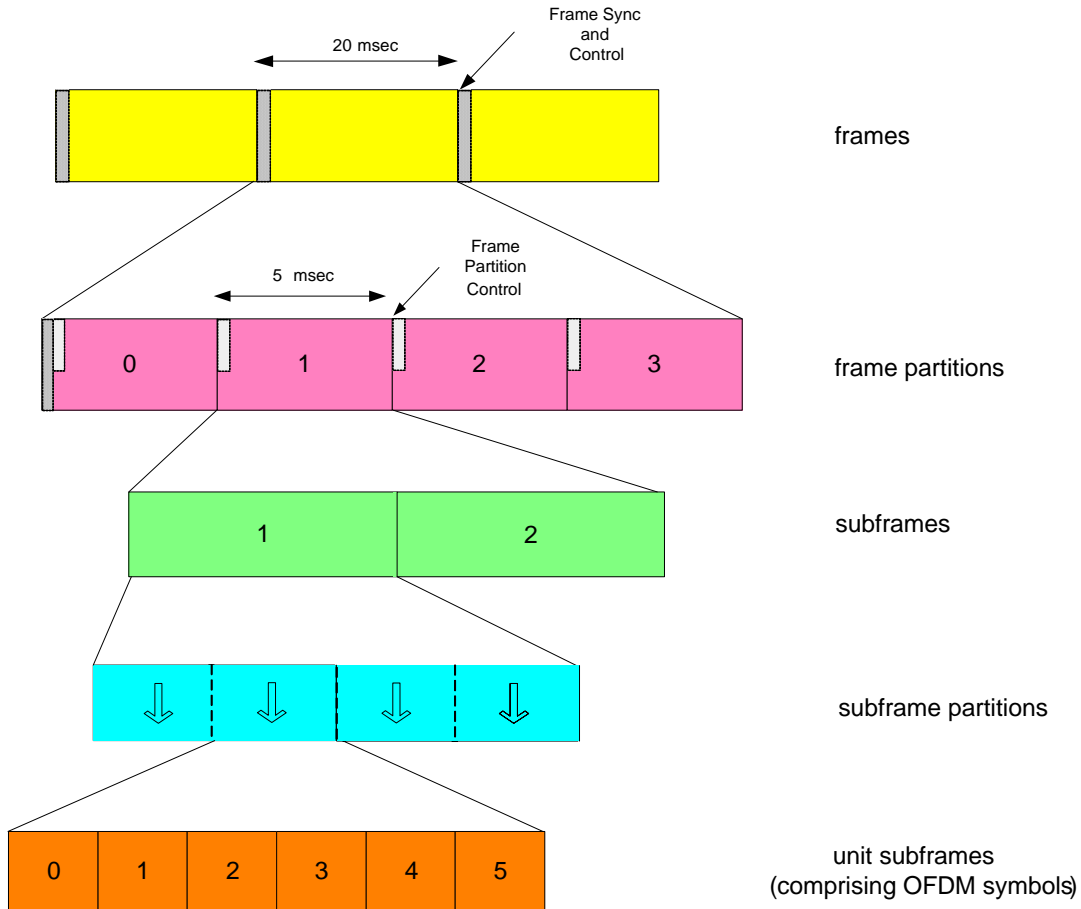 Frame Sync
and
Control
20 msec
frames
Frame
Partition
Control
5 msec
0 1 2 3
frame partitions
1 2
subframes
subframe partitions
0 1 2 3 4 5
unit subframes
(comprising OFDM symbols)